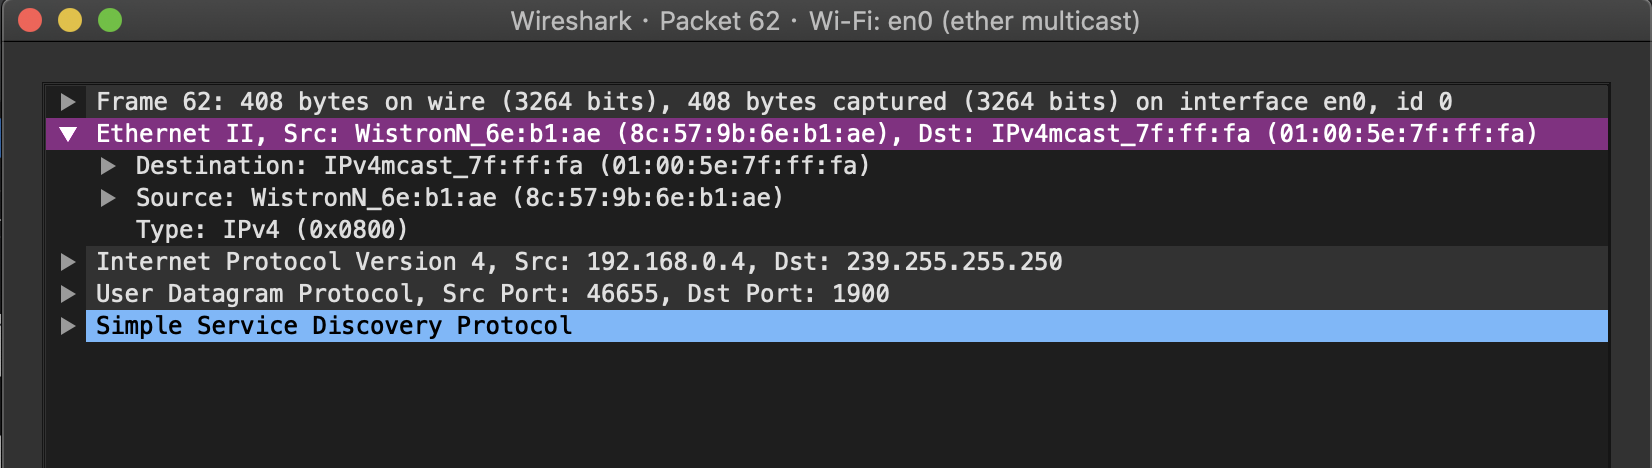 Wireshark · Packet 62 · Wi-Fi: en0 (ether multicast)
Frame 62: 408 bytes on wire (3264 bits), 408 bytes captured (3264 bits) on interface en0, id 0
Ethernet II, Src: WistronN_6e:b1:ae (8c:57:9b:6e:b1:ae), Dst: IPv4mcast_7f:ff:fa (01:00:5e:7f:ff:fa)
Destination: IPv4mcast_7f:ff:fa (01:00:5e:7f:ff:fa)
Source: WistronN_6e:b1:ae (8c:57:9b:6e:b1:ae)
Type: IPv4 (0x0800)
Internet Protocol Version 4, Src: 192.168.0.4, Dst: 239.255.255.250
User Datagram Protocol, Src Port: 46655, Dst Port: 1900
Simple Service Discovery Protocol